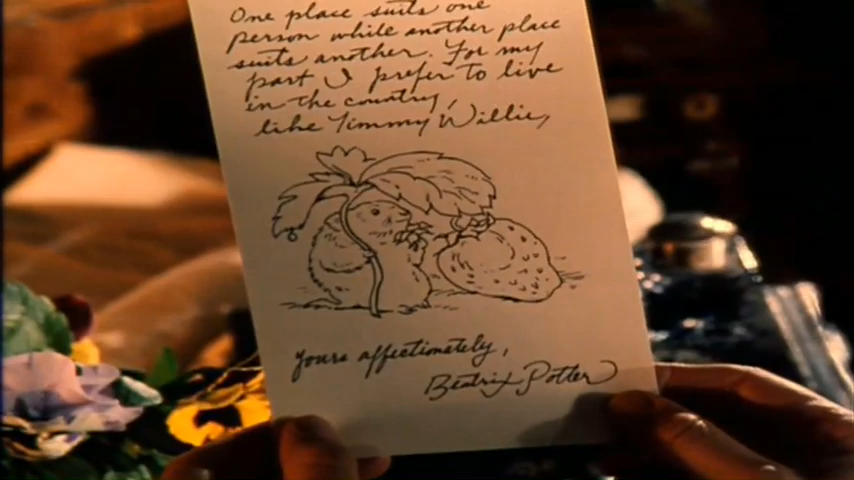 One place suits one
person while another place
suits another. For my
part I prefer to live
in the country,
like Timmy Willie,
Yours affectionately,
Beatrix Potter